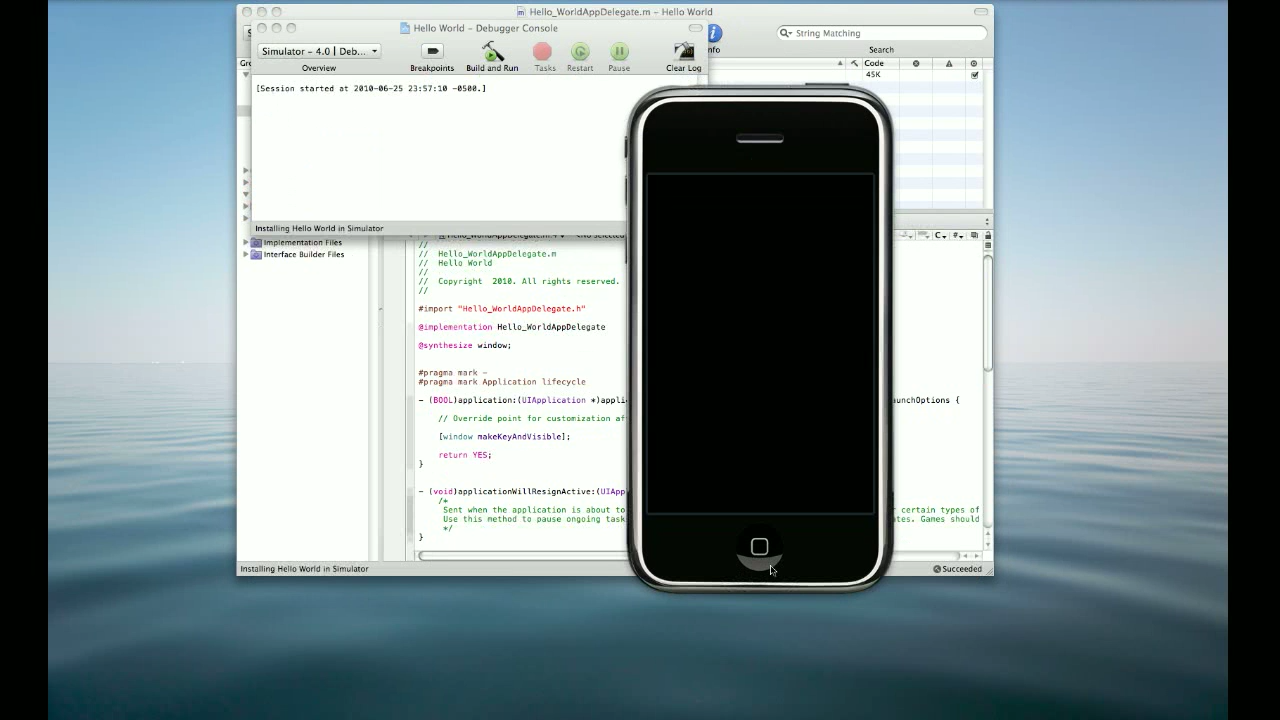 Hello_WorldAppDelegate.m – Hello World
Hello World – Debugger Console
String Matching
Simulator – 4.0 | Deb...
nfo
Search
Overview
Breakpoints
Build and Run
Tasks
Restart
Pause
Clear Log
Code
45K
[Session started at 2010-06-25 23:57:10 -0500.]
Installing Hello World in Simulator
Implementation Files
Interface Builder Files
//
// Hello_WorldAppDelegate.m
// Hello World
//
// Copyright 2010. All rights reserved.
//
#import "Hello_WorldAppDelegate.h"
@implementation Hello_WorldAppDelegate
@synthesize window;
#pragma mark -
#pragma mark Application lifecycle
- (BOOL)application:(UIApplication *)appli
aunchOptions {
// Override point for customization af
[window makeKeyAndVisible];
return YES;
}
- (void)applicationWillResignActive:(UIApp
/*
Sent when the application is about to
r certain types of
Use this method to pause ongoing task
ates. Games should
*/
}
Installing Hello World in Simulator
Succeeded